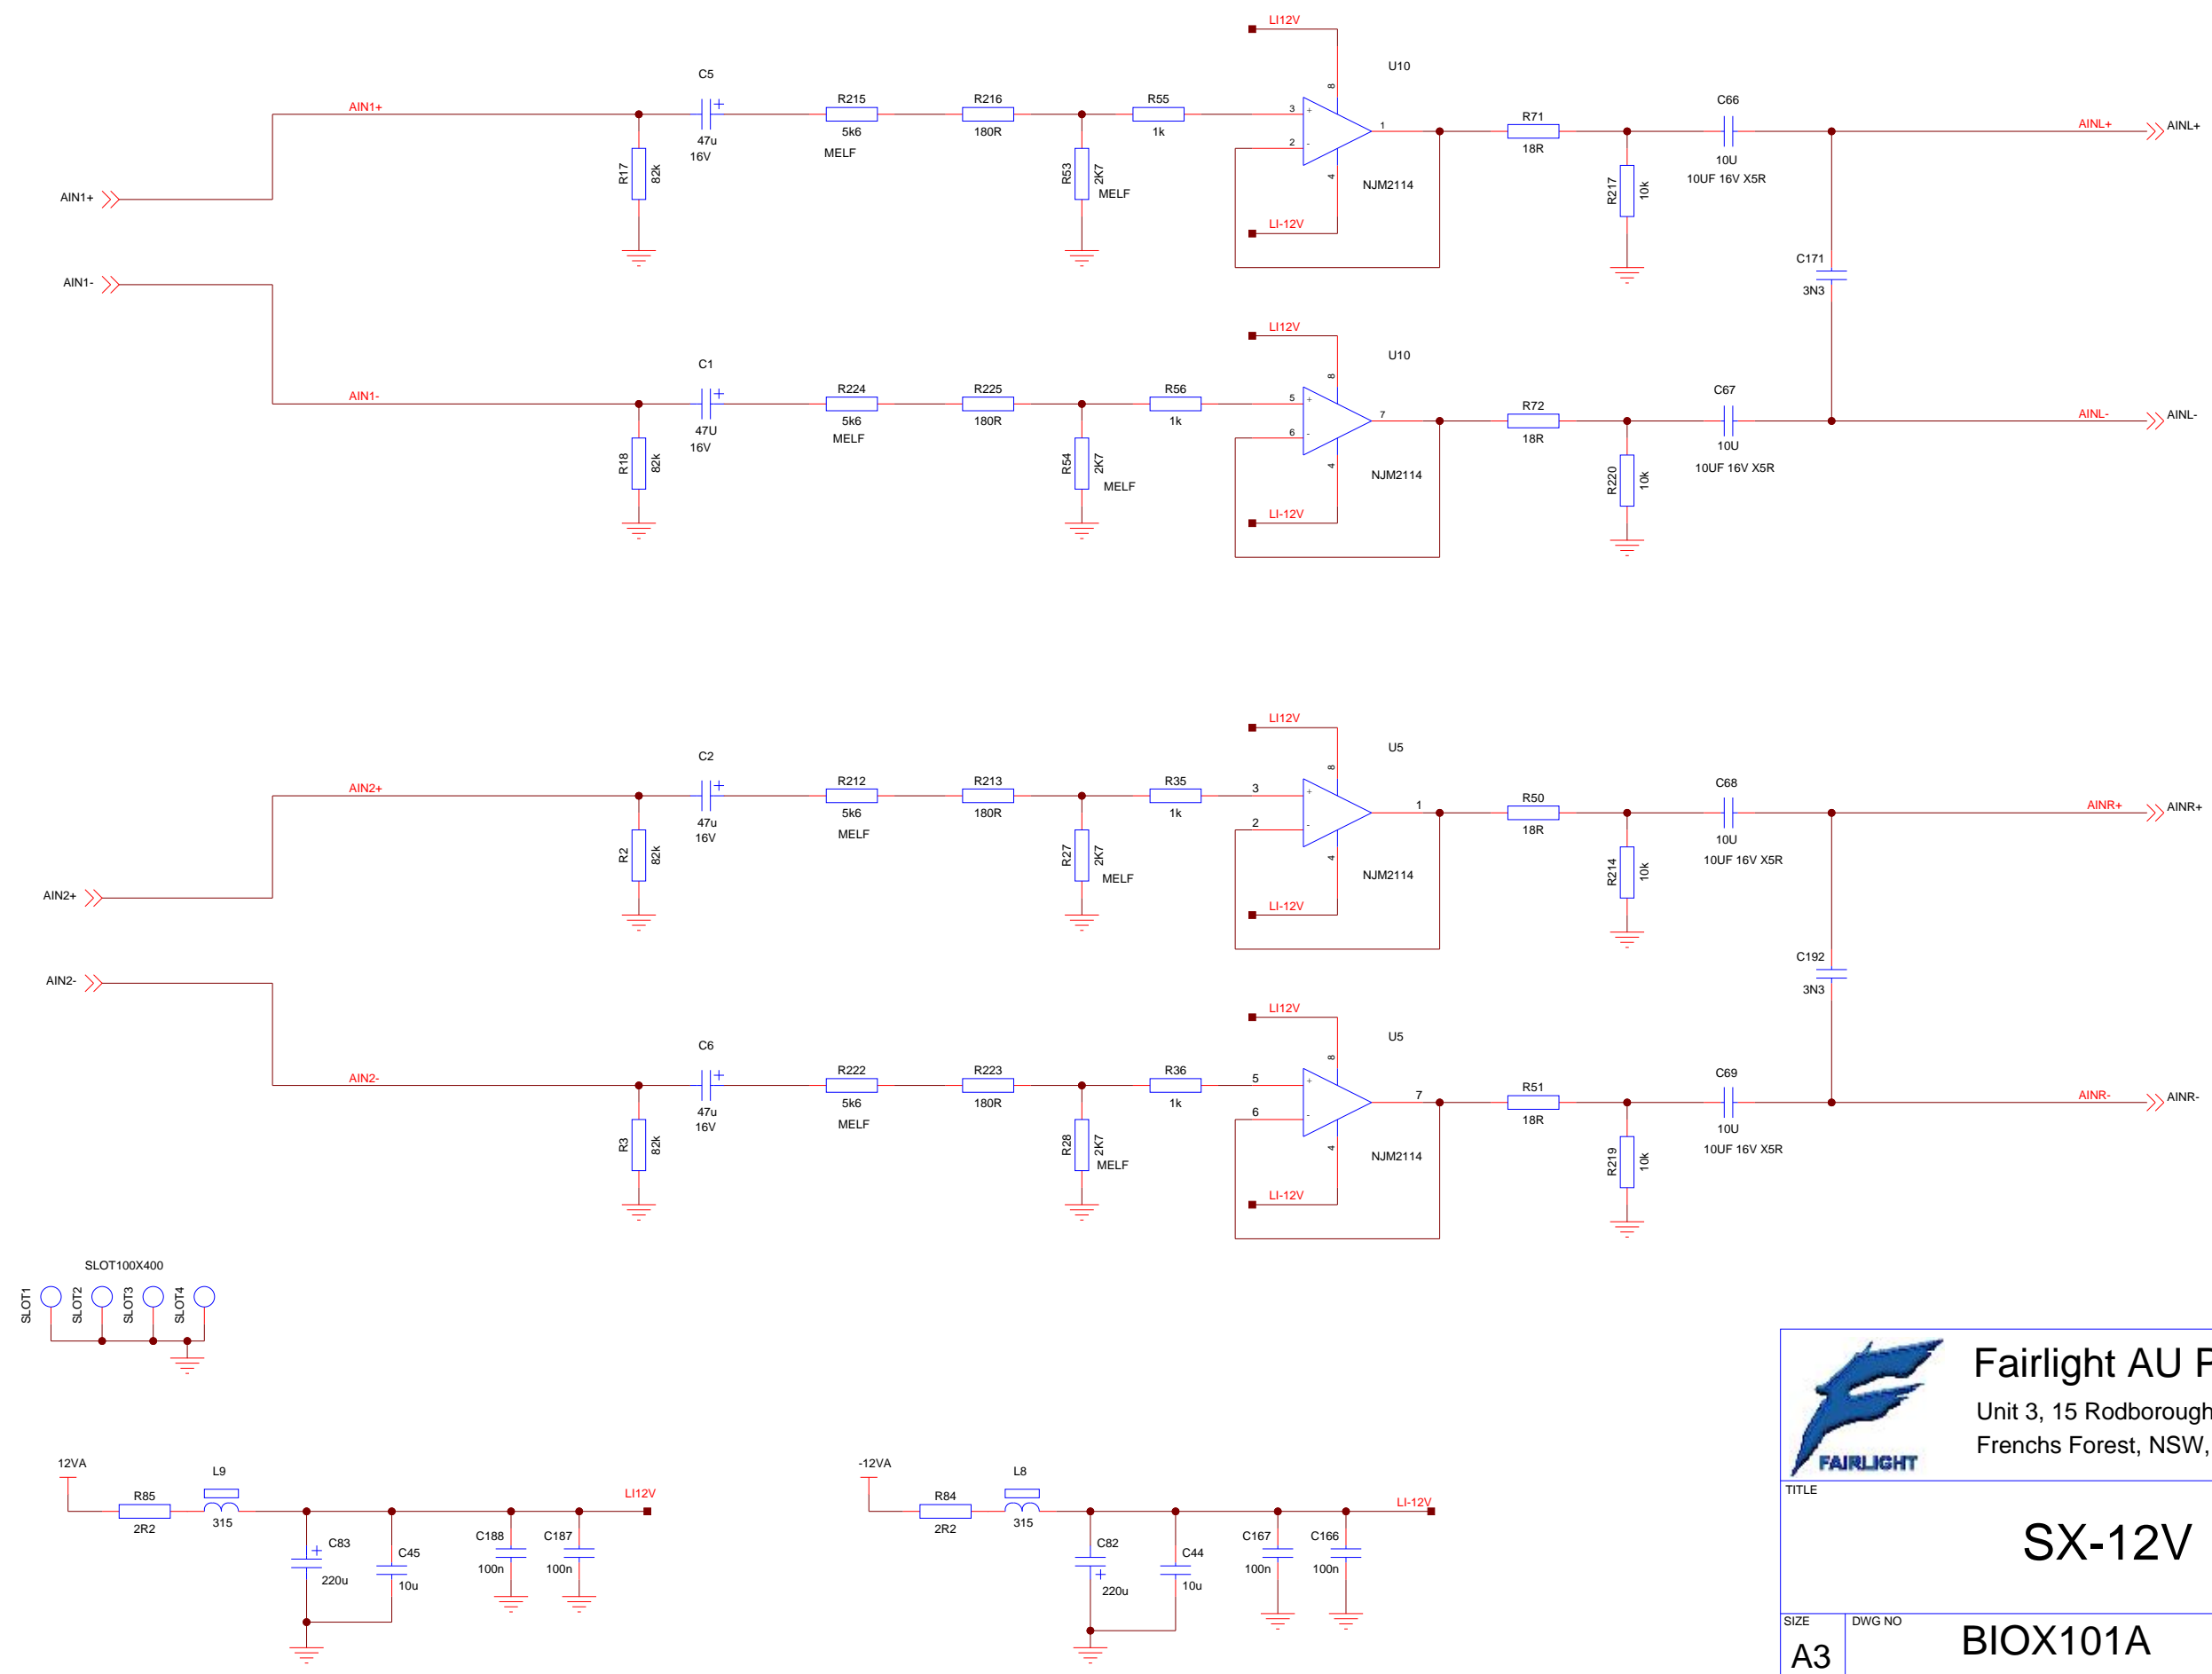 LI12V
U10
C5
AIN1+
47u
16V
R215
5k6
MELF
R216
180R
R55
1k
8
3
+
2
-
1
4
R17
82k
R53
2K7
MELF
NJM2114
LI-12V
R71
18R
C66
10U
10UF 16V X5R
R217
10k
AINL+
AINL+
AIN1+
AIN1-
C171
3N3
LI12V
U10
C1
AIN1-
47U
16V
R224
5k6
MELF
R225
180R
R56
1k
8
5
+
6
-
7
4
R18
82k
R54
2K7
MELF
NJM2114
LI-12V
R72
18R
C67
10U
10UF 16V X5R
R220
10k
AINL-
AINL-
LI12V
U5
C2
AIN2+
47u
16V
R212
5k6
MELF
R213
180R
R35
1k
8
3
+
2
-
1
4
R2
82k
R27
2K7
MELF
NJM2114
LI-12V
R50
18R
C68
10U
10UF 16V X5R
R214
10k
AINR+
AINR+
AIN2+
AIN2-
C192
3N3
LI12V
U5
C6
AIN2-
47u
16V
R222
5k6
MELF
R223
180R
R36
1k
8
5
+
6
-
7
4
R3
82k
R28
2K7
MELF
NJM2114
LI-12V
R51
18R
C69
10U
10UF 16V X5R
R219
10k
AINR-
AINR-
SLOT100X400
SLOT1
SLOT2
SLOT3
SLOT4
12VA
R85
2R2
L9
315
C83
+
220u
C45
10u
C188
100n
C187
100n
LI12V
-12VA
R84
2R2
L8
315
C82
+
220u
C44
10u
C167
100n
C166
100n
LI-12V
FAIRLIGHT
Fairlight AU P
Unit 3, 15 Rodborough
Frenchs Forest, NSW,
TITLE
SX-12V
SIZE
A3
DWG NO
BIOX101A